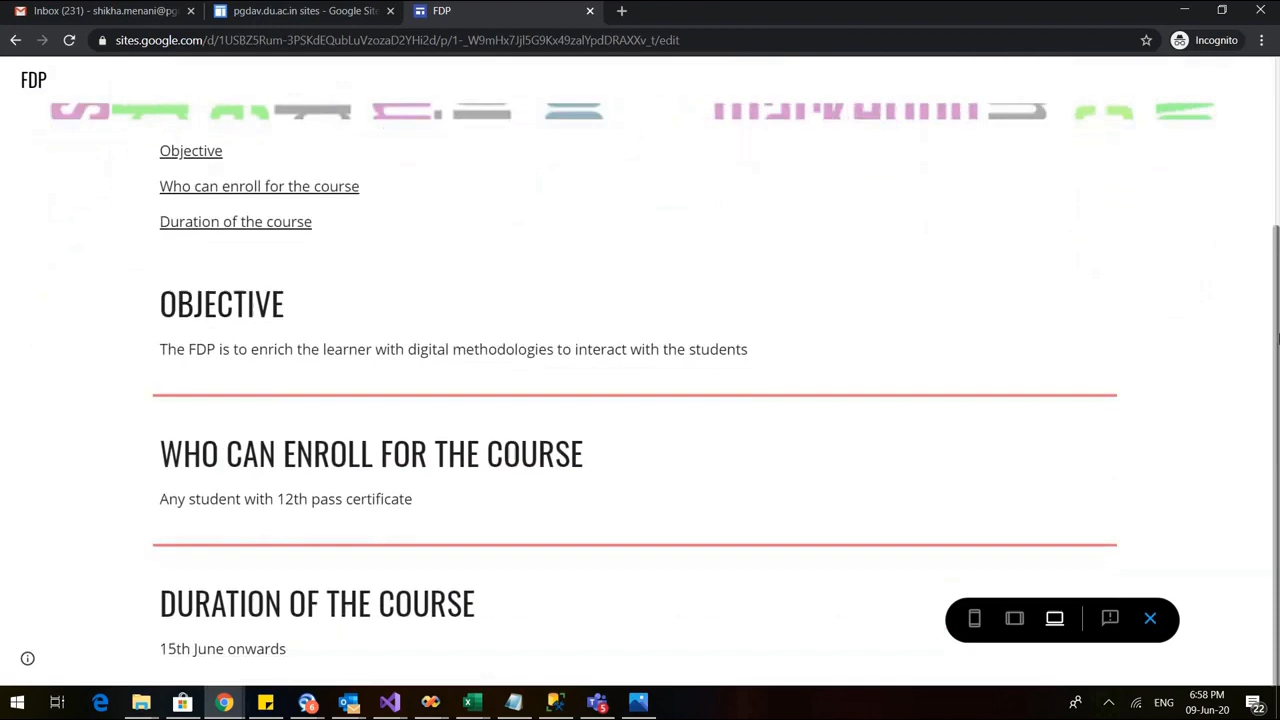 Inbox (231) - shikha.menani@pg
pgdav.du.ac.in sites - Google Site
FDP
sites.google.com/d/1USBZ5Rum-3PSKdEQubLuVzozaD2YHi2d/p/1-_W9mHx7Jjl5G9Kx49zalYpdDRAXXv_t/edit
Incognito
FDP
Objective
Who can enroll for the course
Duration of the course
OBJECTIVE
The FDP is to enrich the learner with digital methodologies to interact with the students
WHO CAN ENROLL FOR THE COURSE
Any student with 12th pass certificate
DURATION OF THE COURSE
15th June onwards
ENG
6:58 PM
09-Jun-20
22